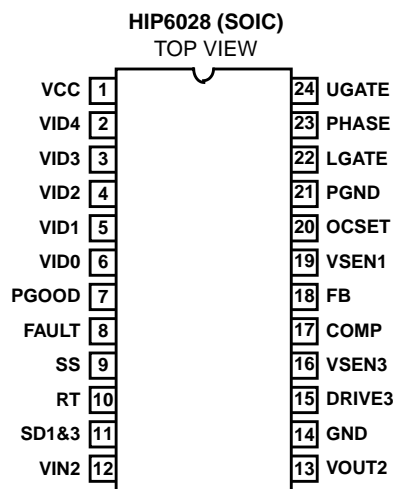 HIP6028 (SOIC)
TOP VIEW
VCC 1 24 UGATE
VID4 2 23 PHASE
VID3 3 22 LGATE
VID2 4 21 PGND
VID1 5 20 OCSET
VID0 6 19 VSEN1
PGOOD 7 18 FB
FAULT 8 17 COMP
SS 9 16 VSEN3
RT 10 15 DRIVE3
SD1&3 11 14 GND
VIN2 12 13 VOUT2